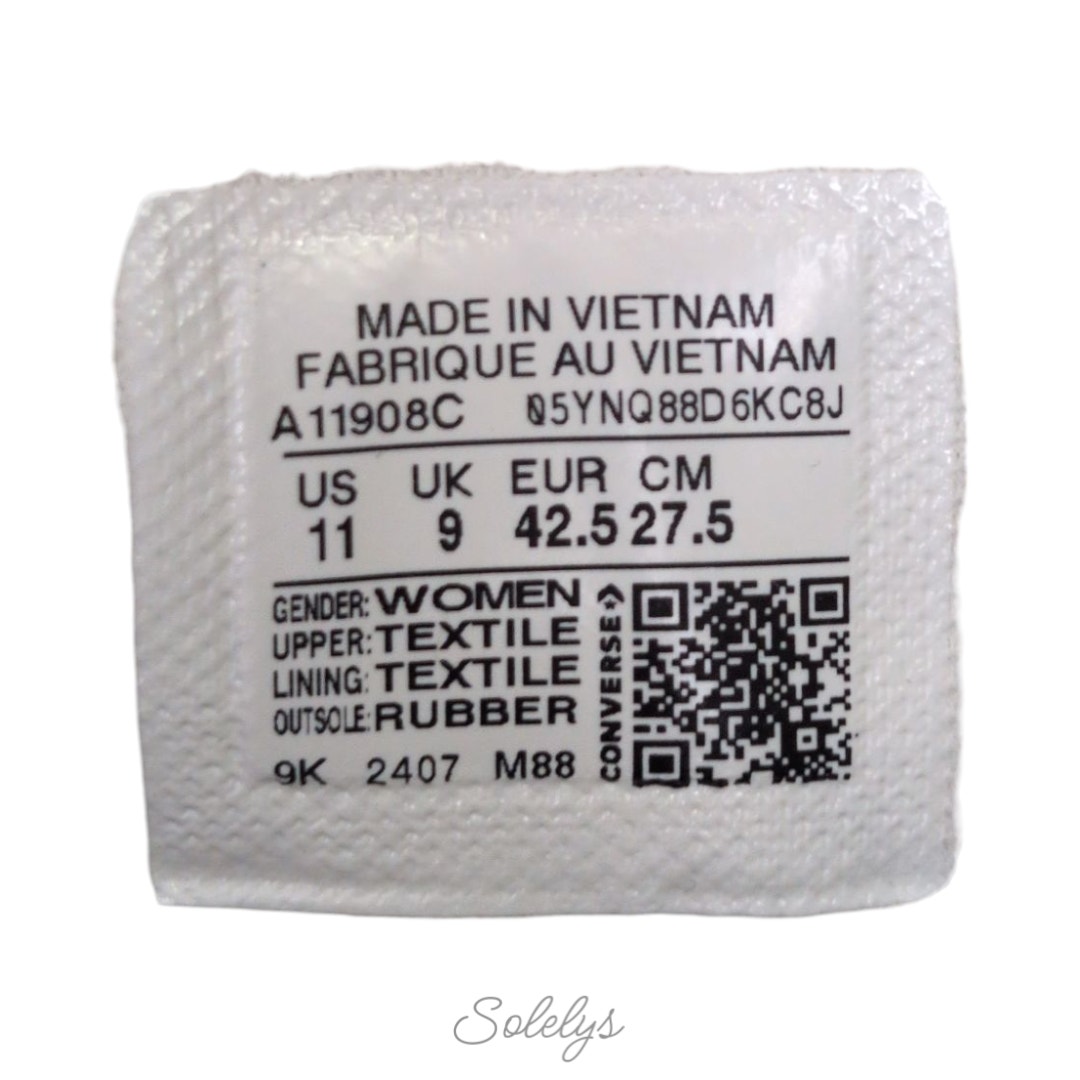 MADE IN VIETNAM
FABRIQUE AU VIETNAM
A11908C 05YNQ88D6KC8J
US UK EUR CM
11 9 42.5 27.5
GENDER: WOMEN
UPPER: TEXTILE
LINING: TEXTILE
OUTSOLE: RUBBER
9K 2407 M88
CONVERSE
Solelys